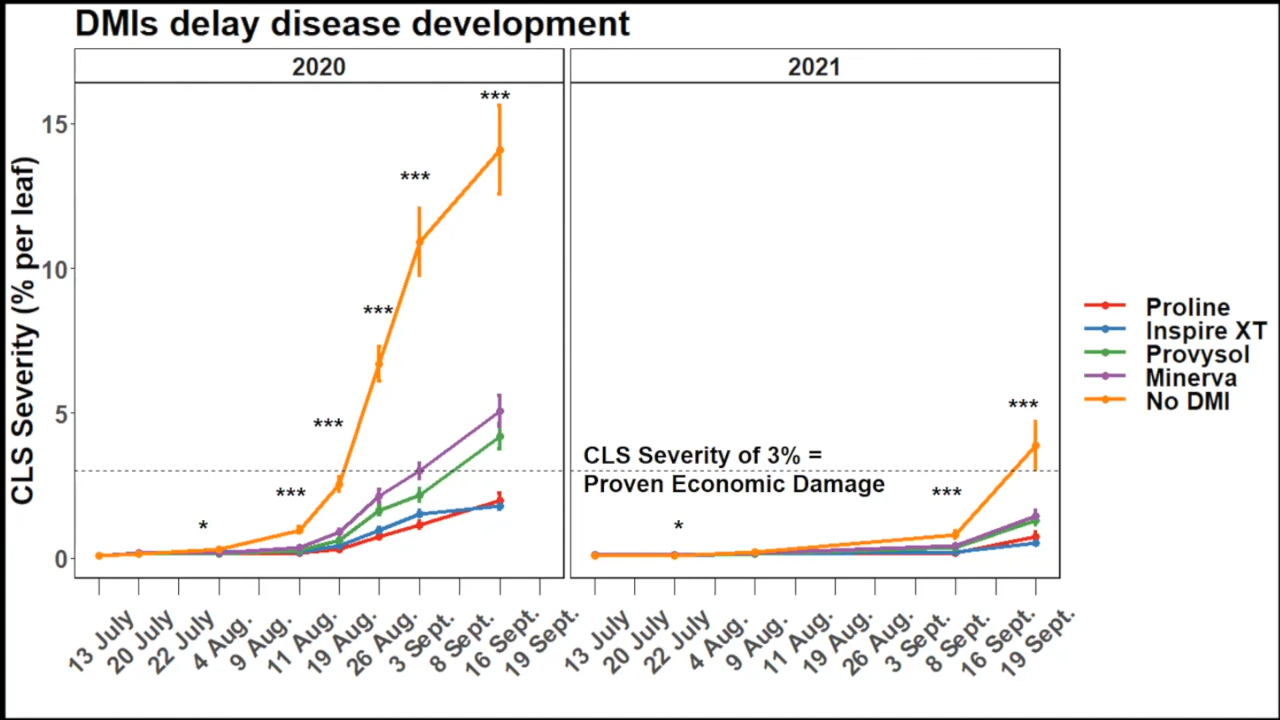 DMIs delay disease development
2020
2021
CLS Severity (% per leaf)
15
10
5
0
***
***
***
***
***
*
***
***
*
CLS Severity of 3% =
Proven Economic Damage
13 July
20 July
22 July
4 Aug.
9 Aug.
11 Aug.
19 Aug.
26 Aug.
3 Sept.
8 Sept.
16 Sept.
19 Sept.
13 July
20 July
22 July
4 Aug.
9 Aug.
11 Aug.
19 Aug.
26 Aug.
3 Sept.
8 Sept.
16 Sept.
19 Sept.
Proline
Inspire XT
Provysol
Minerva
No DMI